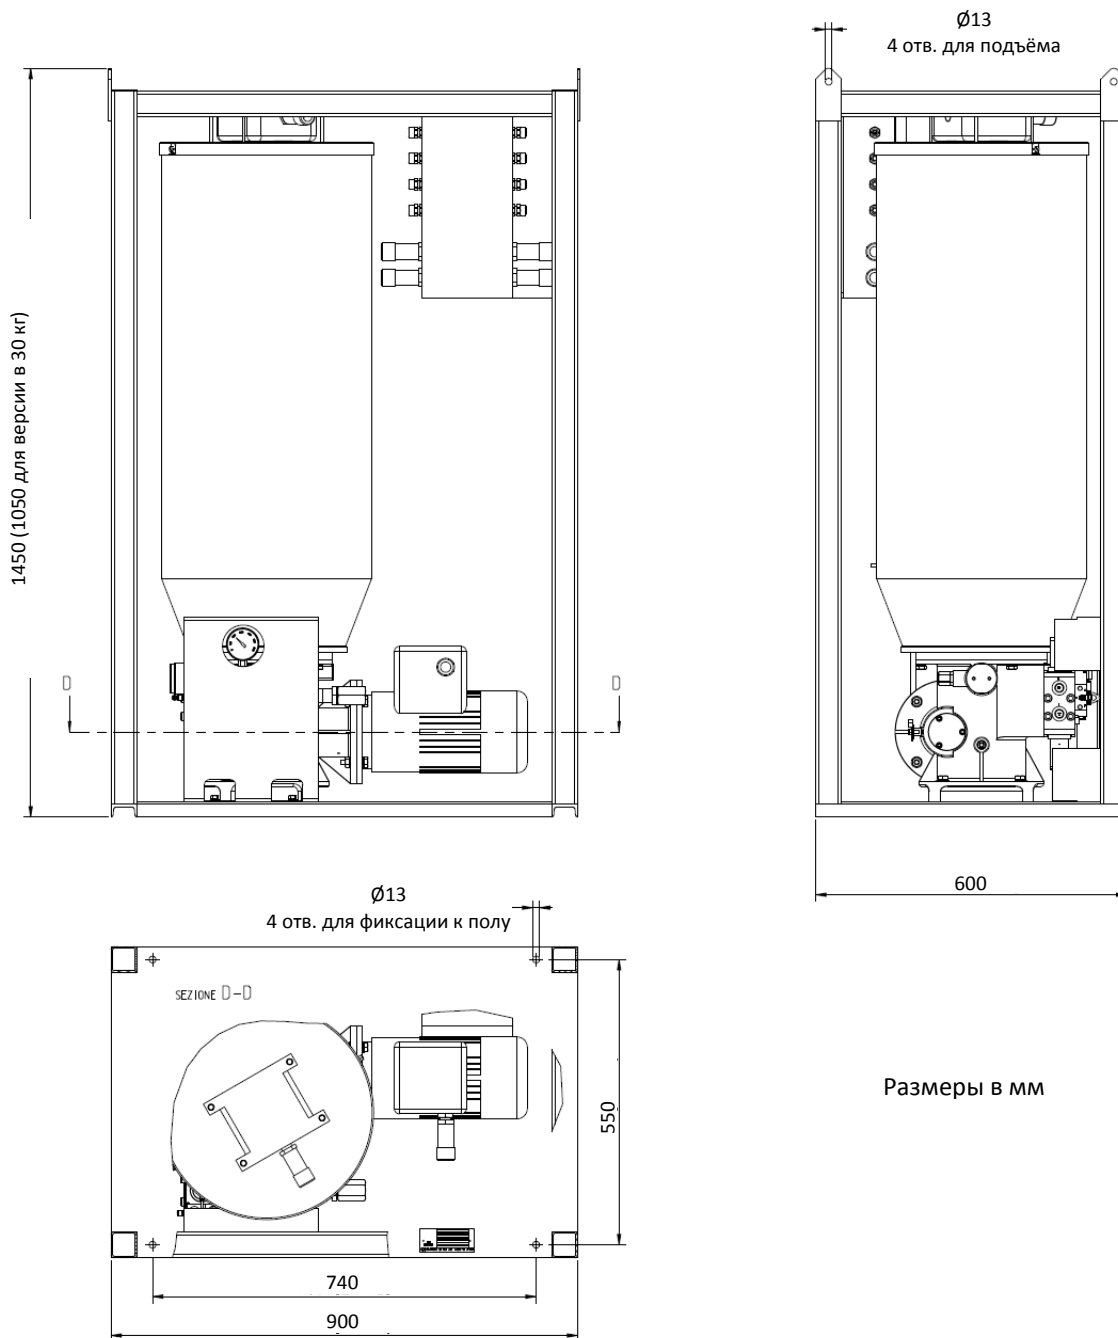 Ø13
4 отв. для подъёма
1450 (1050 для версии в 30 кг)
D
D
600
Ø13
4 отв. для фиксации к полу
SEZIONE D-D
550
Размеры в мм
740
900